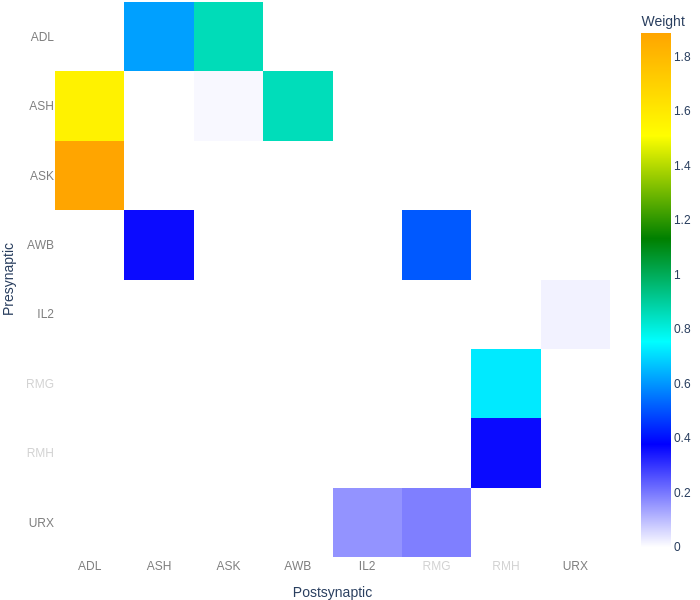 Weight
1.8
1.6
1.4
1.2
1
0.8
0.6
0.4
0.2
0
Presynaptic
ADL
ASH
ASK
AWB
IL2
RMG
RMH
URX
ADL ASH ASK AWB IL2 RMG RMH URX
Postsynaptic